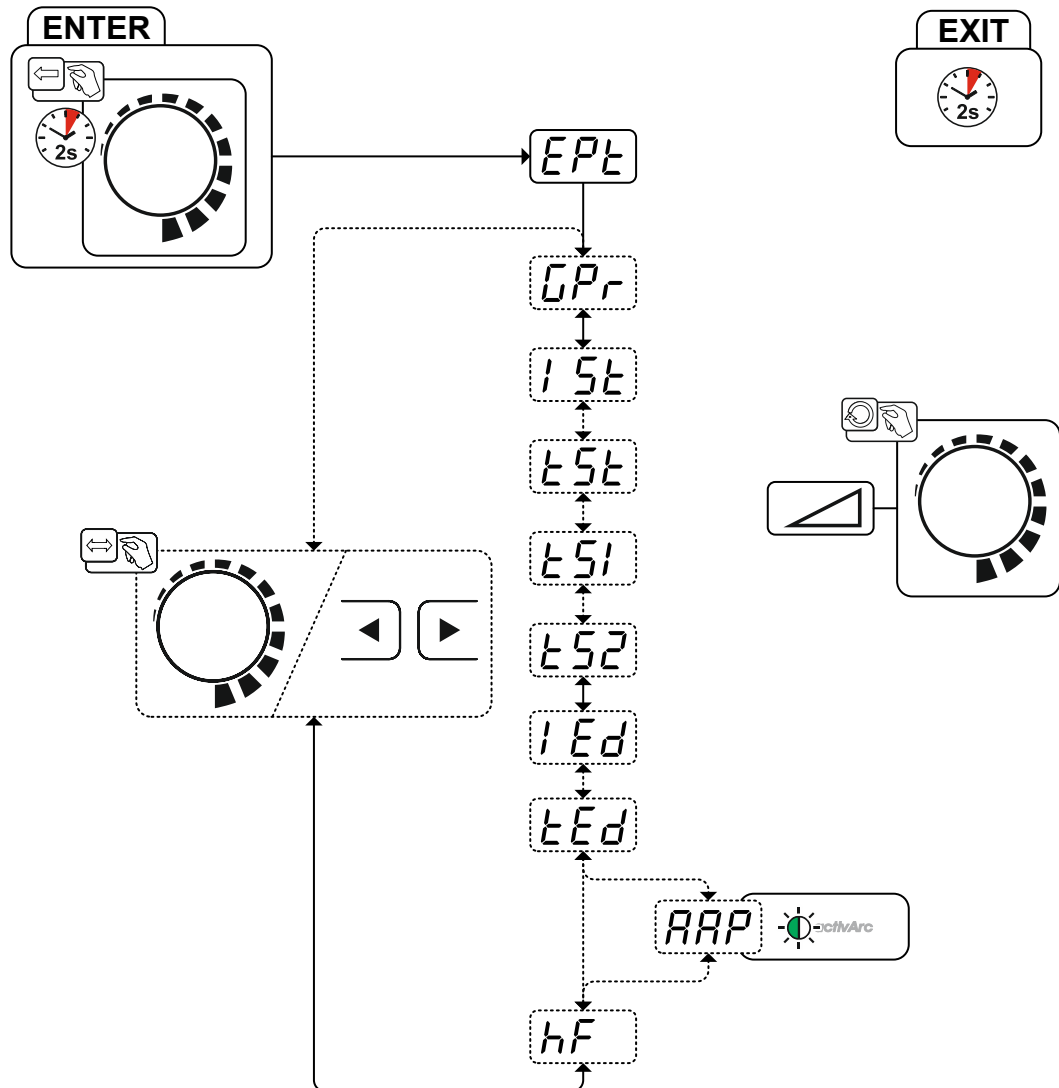 ENTER
EXIT
2s
2s
EPt
GPr
I St
tSt
tS1
tS2
I Ed
tEd
AAP
activArc
hF